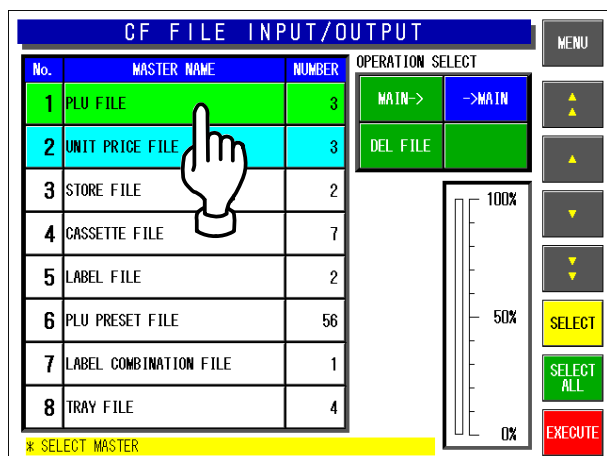 CF FILE INPUT/OUTPUT
MENU
No. MASTER NAME NUMBER
1 PLU FILE 3
2 UNIT PRICE FILE 3
3 STORE FILE 2
4 CASSETTE FILE 7
5 LABEL FILE 2
6 PLU PRESET FILE 56
7 LABEL COMBINATION FILE 1
8 TRAY FILE 4
* SELECT MASTER
OPERATION SELECT
MAIN-> ->MAIN
DEL FILE
100%
50%
0%
SELECT
SELECT
ALL
EXECUTE